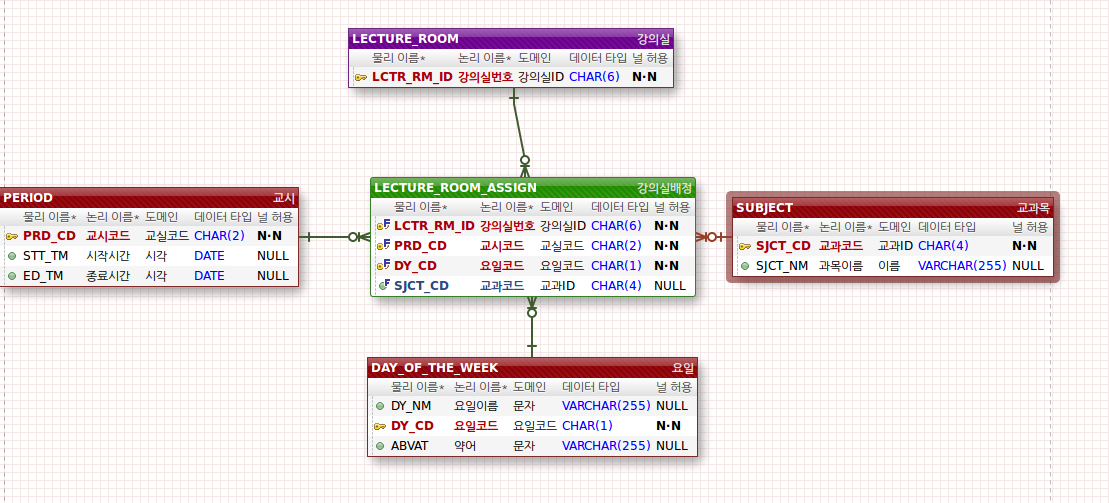 LECTURE_ROOM 강의실
물리 이름* 논리 이름* 도메인 데이터 타입 널 허용
LCTR_RM_ID 강의실번호 강의실ID CHAR(6) N·N
PERIOD 교시
물리 이름* 논리 이름* 도메인 데이터 타입 널 허용
PRD_CD 교시코드 교실코드 CHAR(2) N·N
STT_TM 시작시간 시각 DATE NULL
ED_TM 종료시간 시각 DATE NULL
LECTURE_ROOM_ASSIGN 강의실배정
물리 이름* 논리 이름* 도메인 데이터 타입 널 허용
LCTR_RM_ID 강의실번호 강의실ID CHAR(6) N·N
PRD_CD 교시코드 교실코드 CHAR(2) N·N
DY_CD 요일코드 요일코드 CHAR(1) N·N
SJCT_CD 교과코드 교과ID CHAR(4) NULL
SUBJECT 교과목
물리 이름* 논리 이름* 도메인 데이터 타입 널 허용
SJCT_CD 교과코드 교과ID CHAR(4) N·N
SJCT_NM 과목이름 이름 VARCHAR(255) NULL
DAY_OF_THE_WEEK 요일
물리 이름* 논리 이름* 도메인 데이터 타입 널 허용
DY_NM 요일이름 문자 VARCHAR(255) NULL
DY_CD 요일코드 요일코드 CHAR(1) N·N
ABVAT 약어 문자 VARCHAR(255) NULL